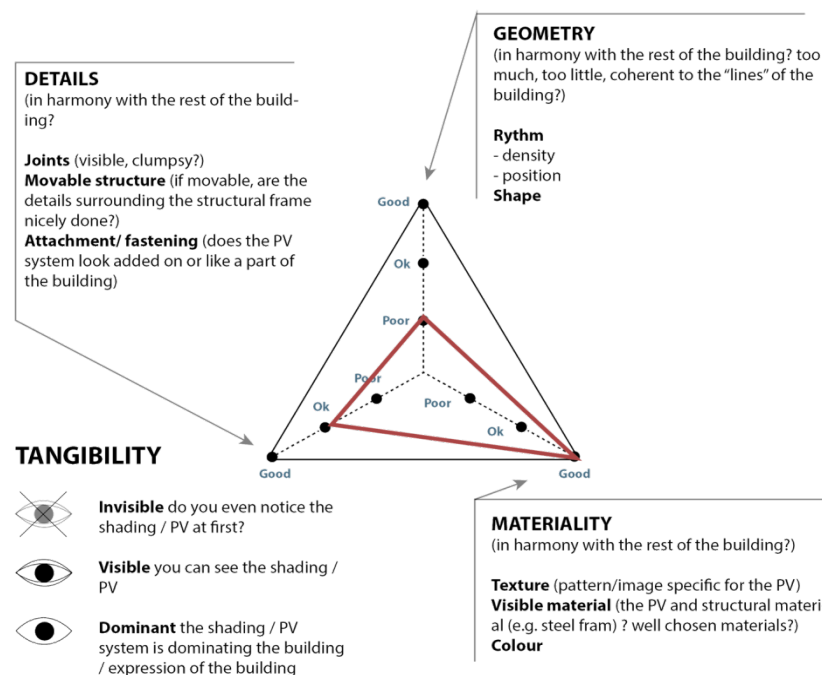 GEOMETRY
(in harmony with the rest of the building? too
much, too little, coherent to the “lines” of the
building?)
Rythm
- density
- position
Shape
DETAILS
(in harmony with the rest of the build-
ing?
Joints (visible, clumpsy?)
Movable structure (if movable, are the
details surrounding the structural frame
nicely done?)
Attachment/ fastening (does the PV
system look added on or like a part of
the building)
Good
Ok
Poor
Poor
Ok
Good
Poor
Ok
Good
TANGIBILITY
Invisible do you even notice the
shading / PV at first?
Visible you can see the shading /
PV
Dominant the shading / PV
system is dominating the building
/ expression of the building
MATERIALITY
(in harmony with the rest of the building?)
Texture (pattern/image specific for the PV)
Visible material (the PV and structural materi
al (e.g. steel fram) ? well chosen materials?)
Colour